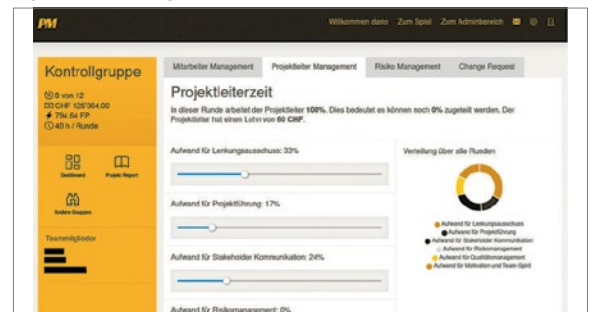 PM
Willkommen dario Zum Spiel Zum Adminbereich
Kontrollgruppe
8 von 12
CHF 125'064.00
794.64 FP
40 h / Runde
Dashboard Projekt Report
Andere Gruppen
Teammitglieder
Mitarbeiter Management Projektleiter Management Risiko Management Change Request
Projektleiterzeit
In dieser Runde arbeitet der Projektleiter 100%. Dies bedeutet es können noch 0% zugeteilt werden. Der
Projektleiter hat einen Lohn von 60 CHF.
Aufwand für Lenkungsausschuss: 33%
Aufwand für Projektführung: 17%
Aufwand für Stakeholder Kommunikation: 24%
Aufwand für Risikomanagement: 0%
Verteilung über alle Runden
Aufwand für Lenkungsausschuss
Aufwand für Projektführung
Aufwand für Stakeholder Kommunikation
Aufwand für Risikomanagement
Aufwand für Qualitätsmanagement
Aufwand für Motivation und Team-Spirit